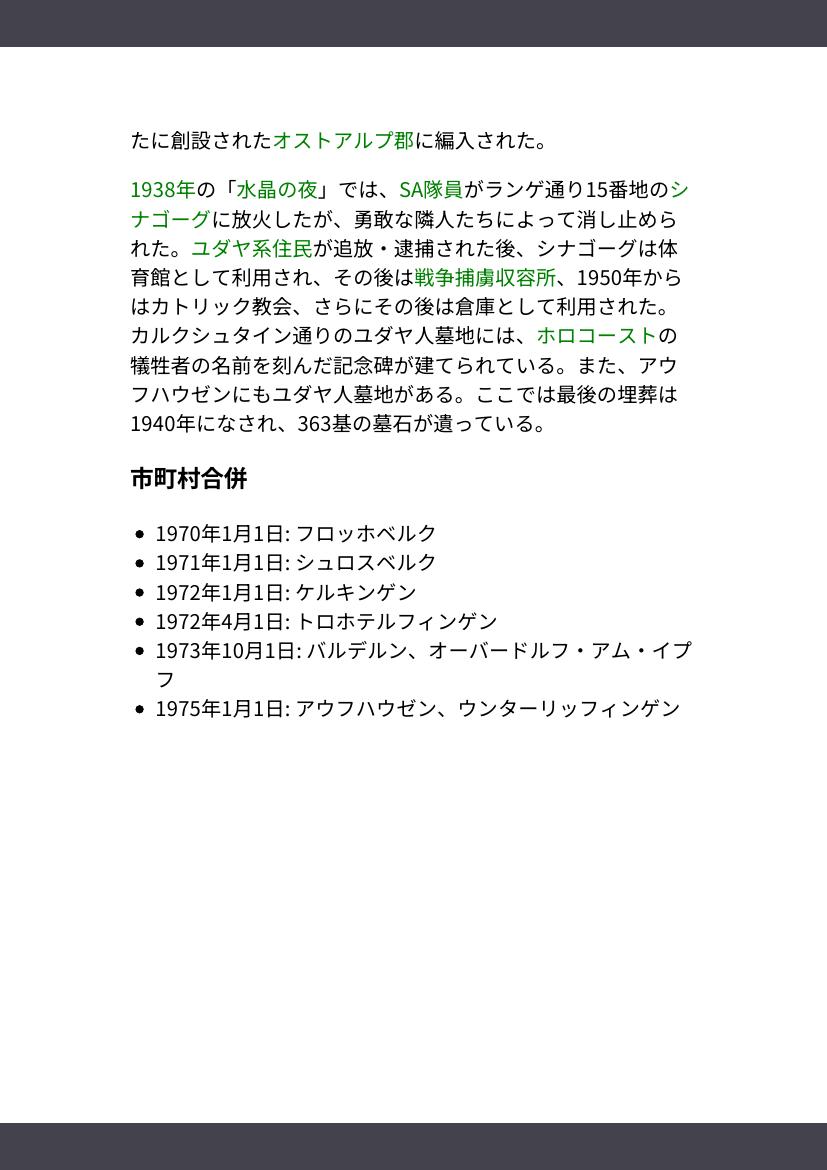 たに創設されたオストアルプ郡に編入された。
1938年の「水晶の夜」では、SA隊員がランゲ通り15番地のシ
ナゴーグに放火したが、勇敢な隣人たちによって消し止めら
れた。ユダヤ系住民が追放・逮捕された後、シナゴーグは体
育館として利用され、その後は戦争捕虜収容所、1950年から
はカトリック教会、さらにその後は倉庫として利用された。
カルクシュタイン通りのユダヤ人墓地には、ホロコーストの
犠牲者の名前を刻んだ記念碑が建てられている。また、アウ
フハウゼンにもユダヤ人墓地がある。ここでは最後の埋葬は
1940年になされ、363基の墓石が遺っている。
市町村合併
• 1970年1月1日: フロッホベルク
• 1971年1月1日: シュロスベルク
• 1972年1月1日: ケルキンゲン
• 1972年4月1日: トロホテルフィンゲン
• 1973年10月1日: バルデルン、オーバードルフ・アム・イプ
フ
• 1975年1月1日: アウフハウゼン、ウンターリッフィンゲン